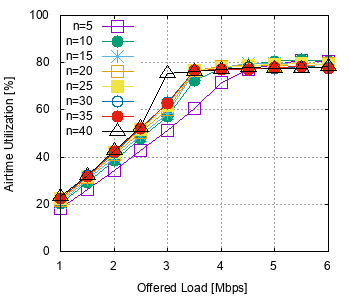 100
80
60
40
20
0
Airtime Utilization [%]
n=5
n=10
n=15
n=20
n=25
n=30
n=35
n=40
1 2 3 4 5 6
Offered Load [Mbps]